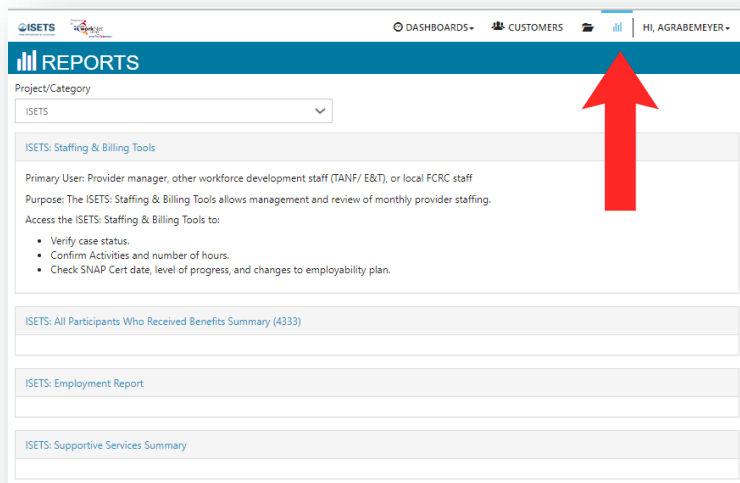 ISETS
workNet
DASHBOARDS
CUSTOMERS
HI, AGRABEMEYER
REPORTS
Project/Category
ISETS
ISETS: Staffing & Billing Tools
Primary User: Provider manager, other workforce development staff (TANF/ E&T), or local FCRC staff
Purpose: The ISETS: Staffing & Billing Tools allows management and review of monthly provider staffing.
Access the ISETS: Staffing & Billing Tools to:
• Verify case status.
• Confirm Activities and number of hours.
• Check SNAP Cert date, level of progress, and changes to employability plan.
ISETS: All Participants Who Received Benefits Summary (4333)
ISETS: Employment Report
ISETS: Supportive Services Summary